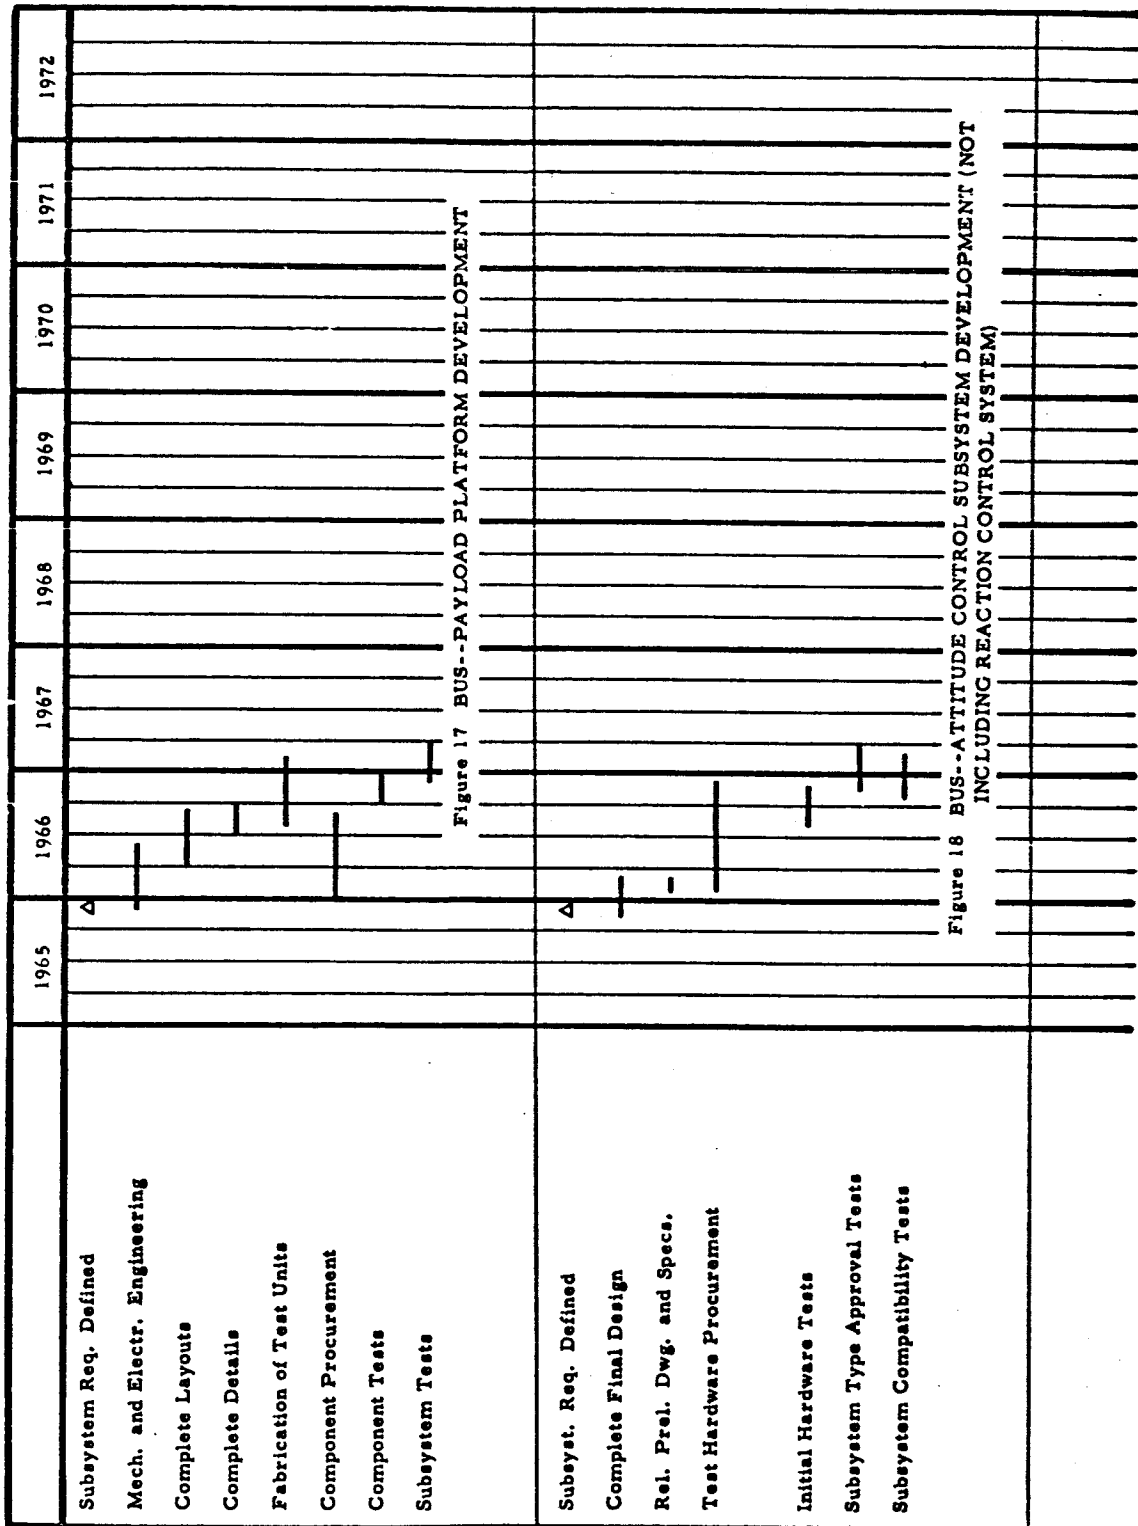 1965 1966 1967 1968 1969 1970 1971 1972
Subsystem Req. Defined
Mech. and Electr. Engineering
Complete Layouts
Complete Details
Fabrication of Test Units
Component Procurement
Component Tests
Subsystem Tests
Figure 17 BUS--PAYLOAD PLATFORM DEVELOPMENT
Subsyst. Req. Defined
Complete Final Design
Rel. Prel. Dwg. and Specs.
Test Hardware Procurement
Initial Hardware Tests
Subsystem Type Approval Tests
Subsystem Compatibility Tests
Figure 18 BUS--ATTITUDE CONTROL SUBSYSTEM DEVELOPMENT (NOT
INCLUDING REACTION CONTROL SYSTEM)